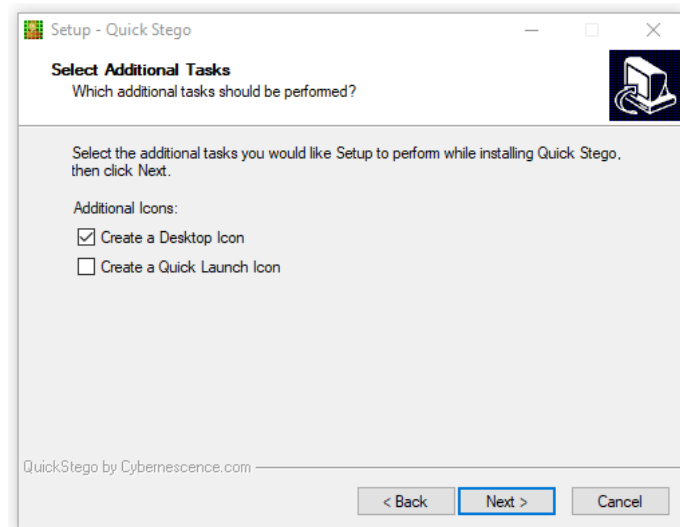 Setup - Quick Stego
Select Additional Tasks
Which additional tasks should be performed?
Select the additional tasks you would like Setup to perform while installing Quick Stego,
then click Next.
Additional Icons:
Create a Desktop Icon
Create a Quick Launch Icon
QuickStego by Cybernescence.com
< Back
Next >
Cancel